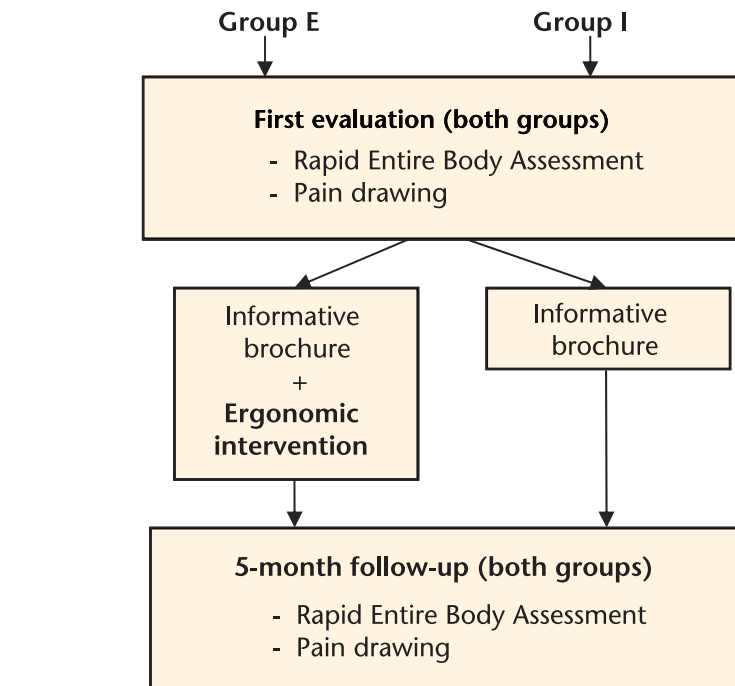 Group E
Group I
First evaluation (both groups)
- Rapid Entire Body Assessment
- Pain drawing
Informative
brochure
+
Ergonomic
intervention
Informative
brochure
5-month follow-up (both groups)
- Rapid Entire Body Assessment
- Pain drawing